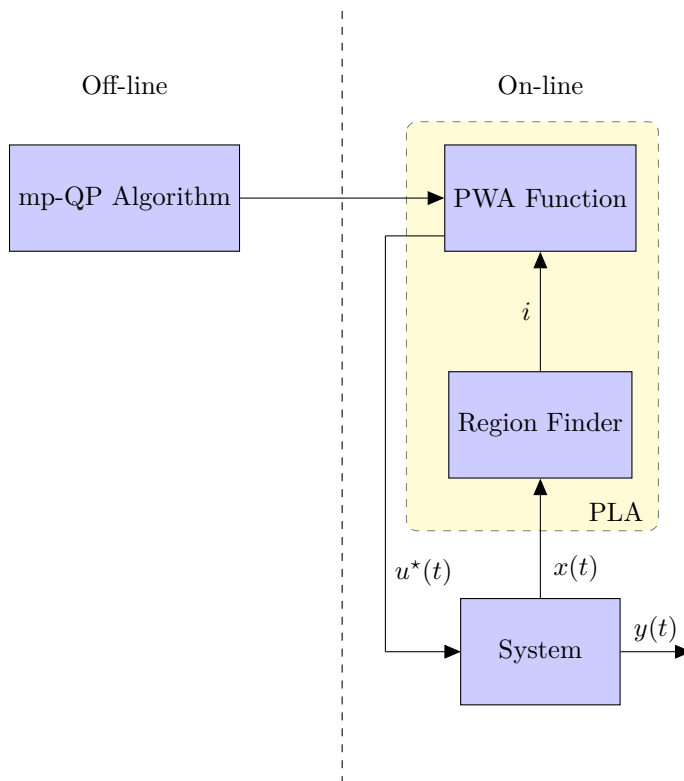 Off-line
On-line
mp-QP Algorithm
PWA Function
i
Region Finder
PLA
u⋆(t)
x(t)
System
y(t)